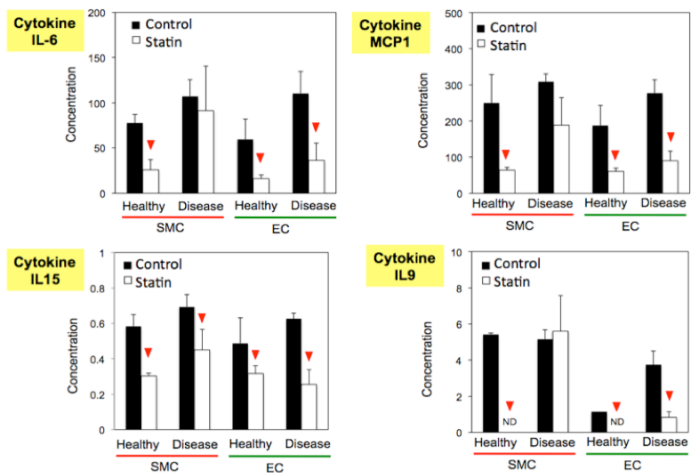 Cytokine
IL-6
200
150
100
50
0
Concentration
Control
Statin
Healthy Disease Healthy Disease
SMC EC
Cytokine
MCP1
500
400
300
200
100
0
Concentration
Control
Statin
Healthy Disease Healthy Disease
SMC EC
Cytokine
IL15
1
0.8
0.6
0.4
0.2
0
Concentration
Control
Statin
Healthy Disease Healthy Disease
SMC EC
Cytokine
IL9
10
8
6
4
2
0
Concentration
Control
Statin
ND ND
Healthy Disease Healthy Disease
SMC EC